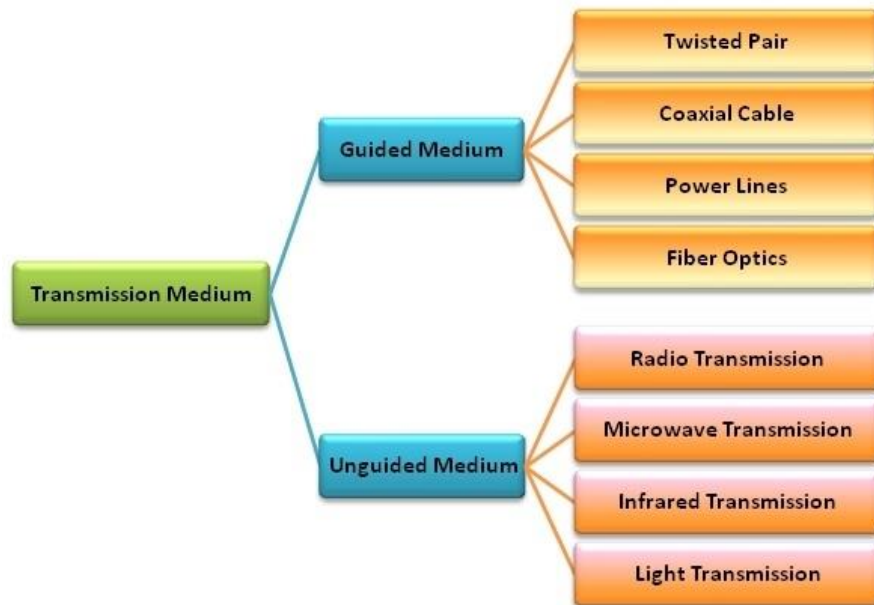 Transmission Medium
Guided Medium
Twisted Pair
Coaxial Cable
Power Lines
Fiber Optics
Unguided Medium
Radio Transmission
Microwave Transmission
Infrared Transmission
Light Transmission